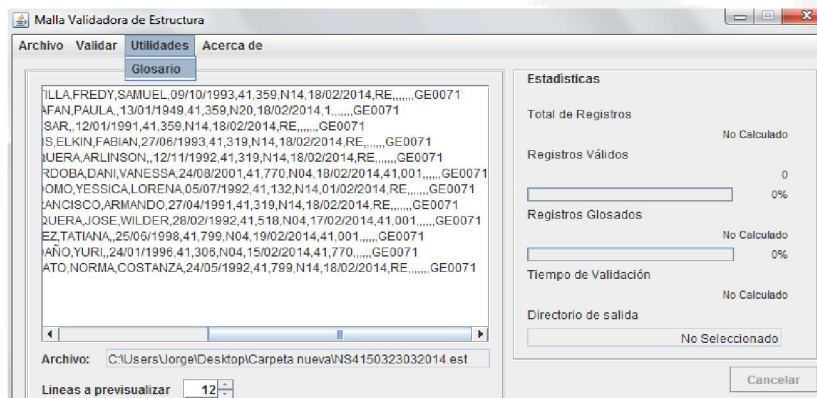 Malla Validadora de Estructura
Archivo Validar Utilidades Acerca de
Glosario
ILLA,FREDY,SAMUEL,09/10/1993,41,359,N14,18/02/2014,RE,,,,,,GE0071
AFAN,PAULA,,13/01/1949,41,359,N20,18/02/2014,1,,,,,,GE0071
SAR,,12/01/1991,41,359,N14,18/02/2014,RE,,,,,,GE0071
IS,ELKIN,FABIAN,27/06/1993,41,319,N14,18/02/2014,RE,,,,,,GE0071
QUERA,ARLINSON,,12/11/1992,41,319,N14,18/02/2014,RE,,,,,,GE0071
RDOBA,DANI,VANESSA,24/08/2001,41,770,N04,18/02/2014,41,001,,,,,,GE0071
OMO,YESSICA,LORENA,05/07/1992,41,132,N14,01/02/2014,RE,,,,,,GE0071
ANCISCO,ARMANDO,27/04/1991,41,319,N14,18/02/2014,RE,,,,,,GE0071
QUERA,JOSE,WILDER,28/02/1992,41,518,N04,17/02/2014,41,001,,,,,,GE0071
EZ,TATIANA,,25/06/1998,41,799,N04,19/02/2014,41,001,,,,,,GE0071
AÑO,YURI,,24/01/1996,41,306,N04,15/02/2014,41,770,,,,,,GE0071
ATO,NORMA,COSTANZA,24/05/1992,41,799,N14,18/02/2014,RE,,,,,,GE0071
Archivo: C:\Users\Jorge\Desktop\Carpeta nueva\NS4150323032014.est
Lineas a previsualizar 12
Estadísticas
Total de Registros
No Calculado
Registros Válidos
0
0%
Registros Glosados
No Calculado
0%
Tiempo de Validación
No Calculado
Directorio de salida
No Seleccionado
Cancelar